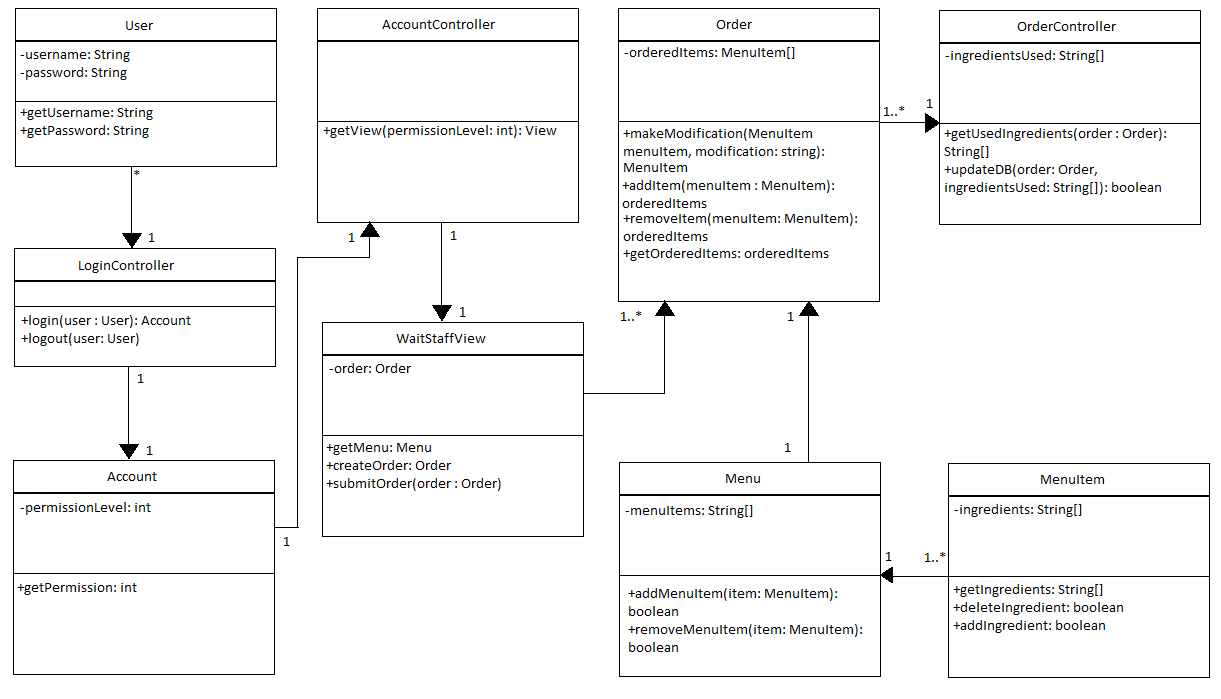 User
-username: String
-password: String
+getUsername: String
+getPassword: String
*
1
LoginController
+login(user : User): Account
+logout(user: User)
1
1
Account
-permissionLevel: int
+getPermission: int
1
AccountController
+getView(permissionLevel: int): View
1
1
1
WaitStaffView
-order: Order
+getMenu: Menu
+createOrder: Order
+submitOrder(order : Order)
Order
-orderedItems: MenuItem[]
+makeModification(MenuItem
menuItem, modification: string):
MenuItem
+addItem(menuItem : MenuItem):
orderedItems
+removeItem(menuItem: MenuItem):
orderedItems
+getOrderedItems: orderedItems
1..*
1
1..*
1
OrderController
-ingredientsUsed: String[]
+getUsedIngredients(order : Order):
String[]
+updateDB(order: Order,
ingredientsUsed: String[]): boolean
1
Menu
-menuItems: String[]
+addMenuItem(item: MenuItem):
boolean
+removeMenuItem(item: MenuItem):
boolean
1
1..*
MenuItem
-ingredients: String[]
+getIngredients: String[]
+deleteIngredient: boolean
+addIngredient: boolean